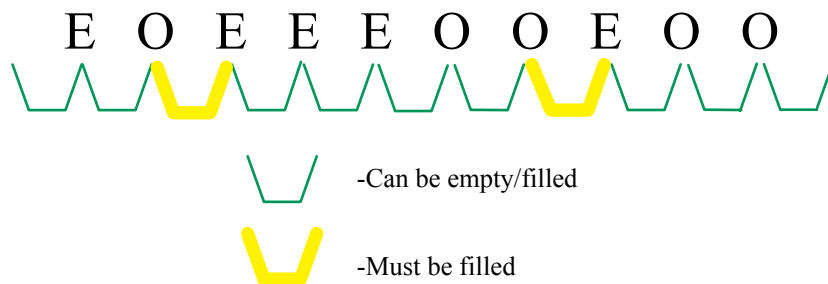 E O E E E O O E O O
-Can be empty/filled
-Must be filled